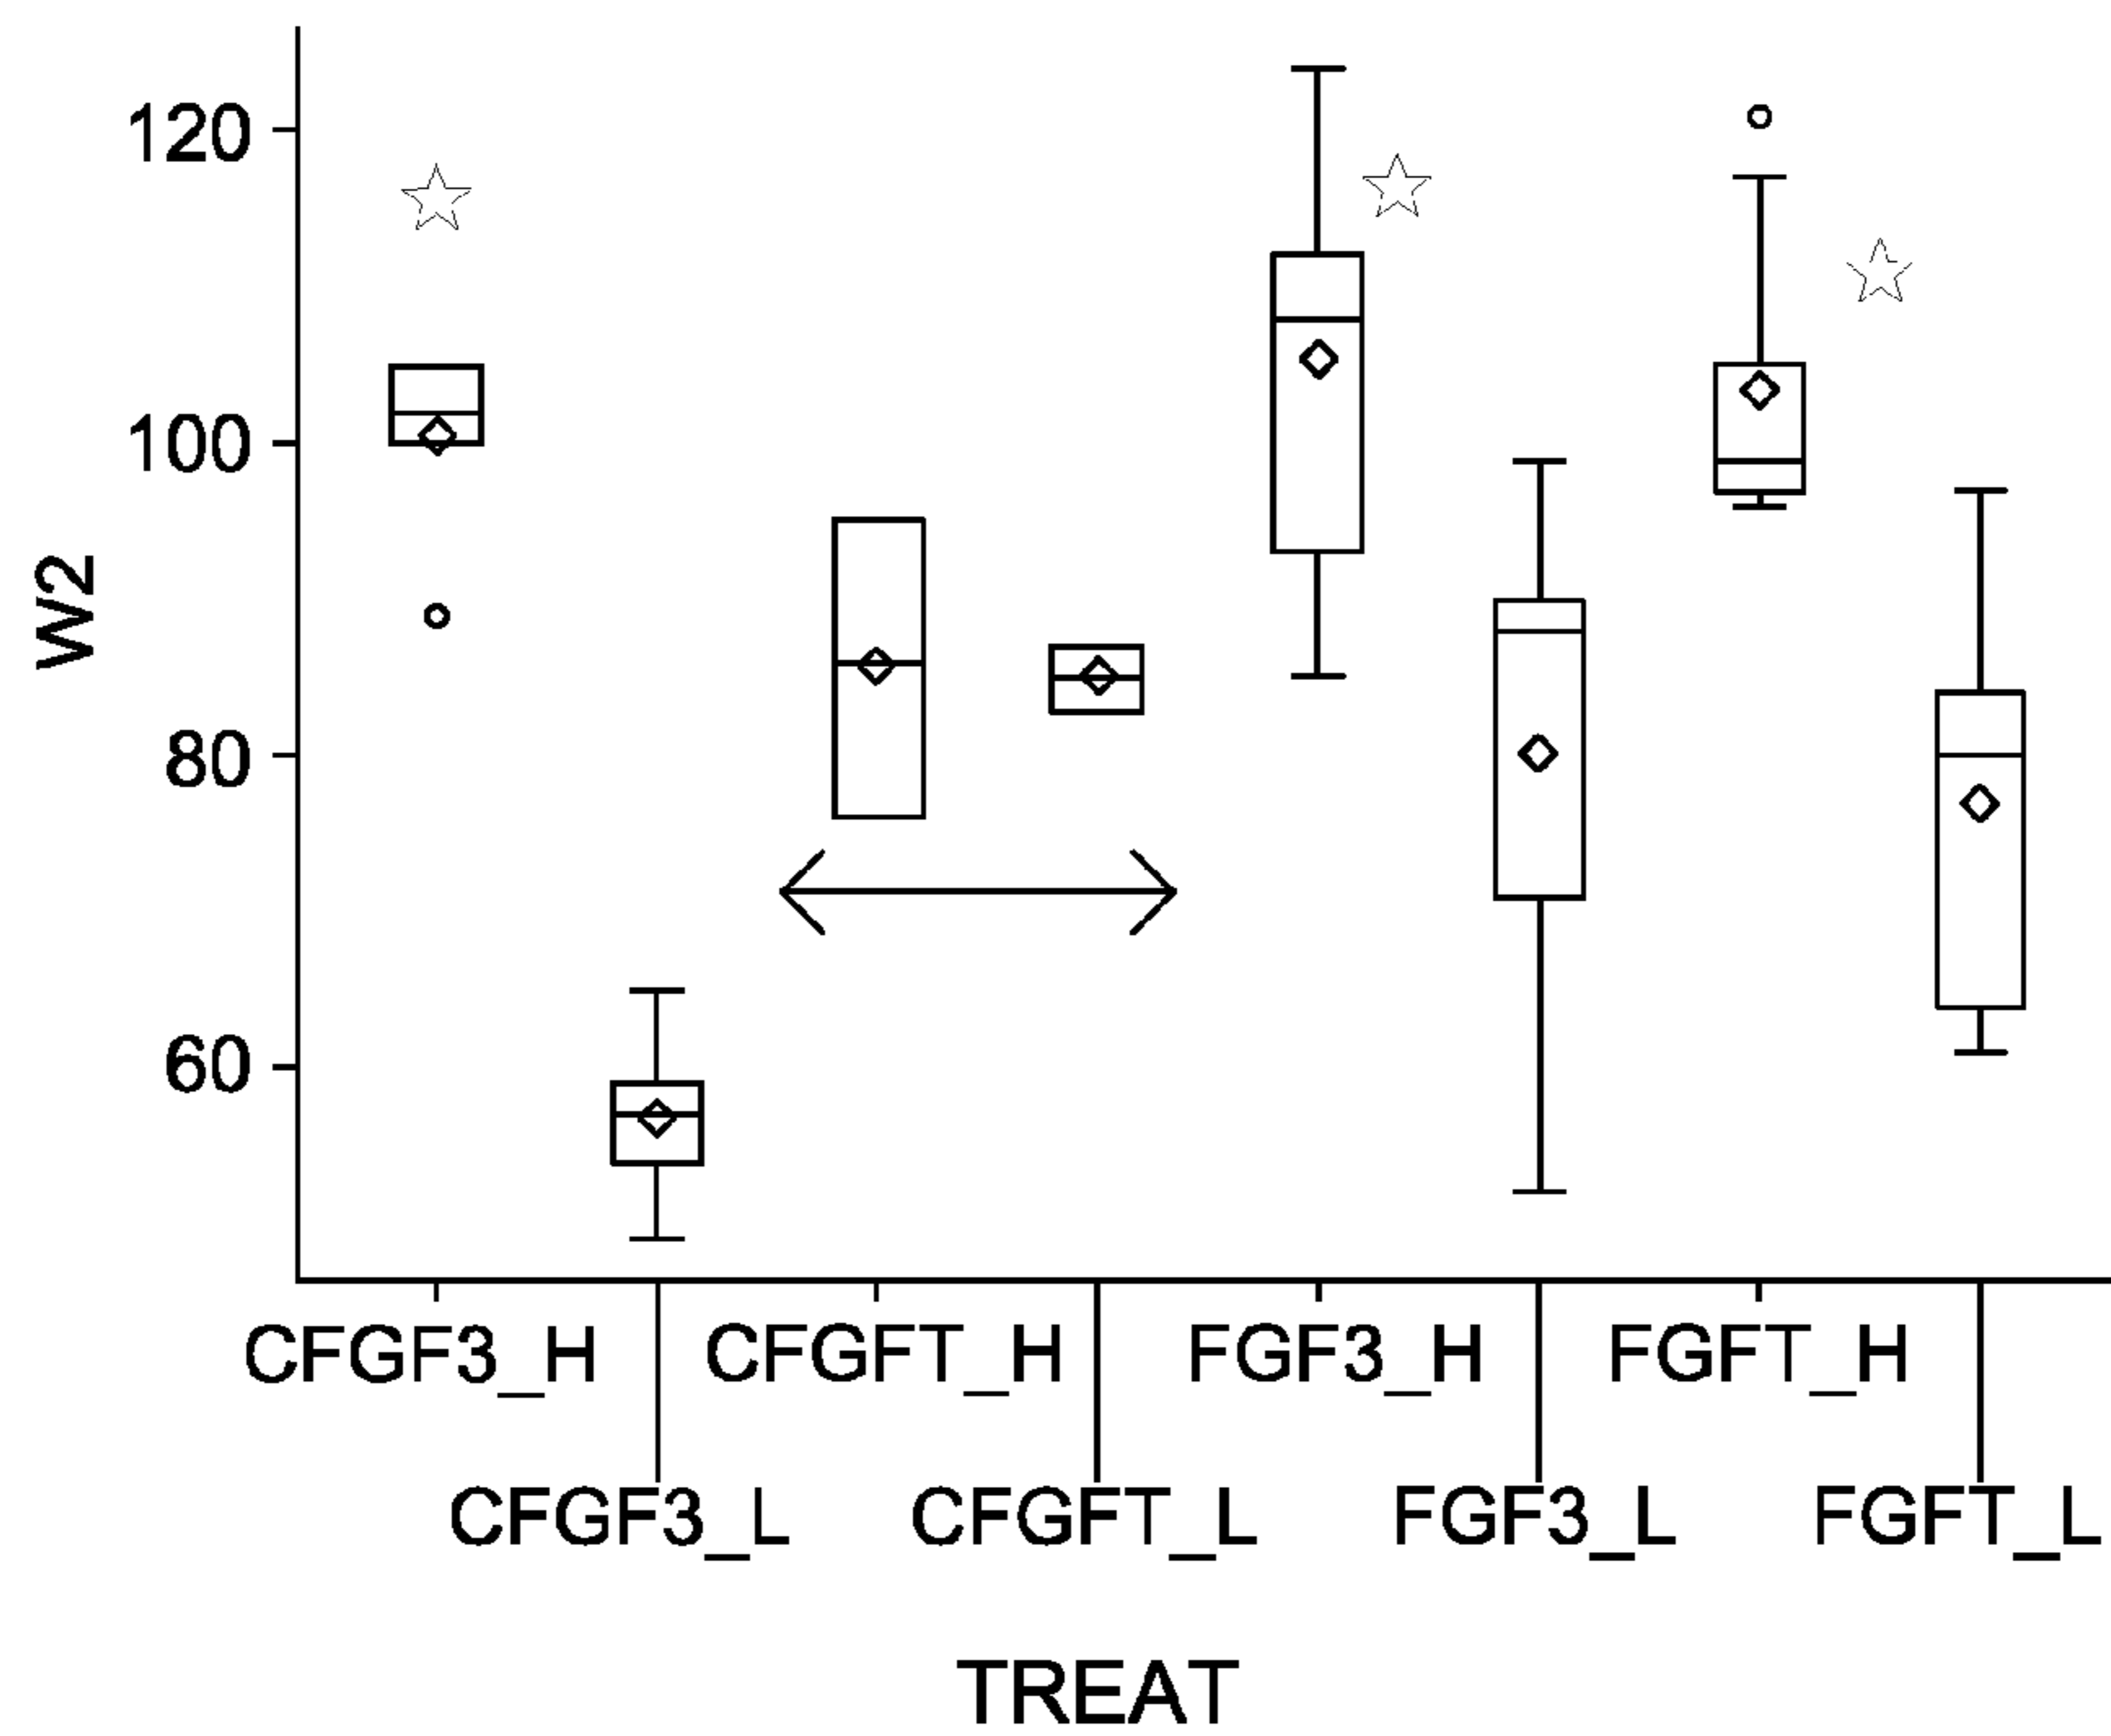 120
100
80
60
W2
CFGF3_H CFGFT_H FGF3_H FGFT_H
CFGF3_L CFGFT_L FGF3_L FGFT_L
TREAT